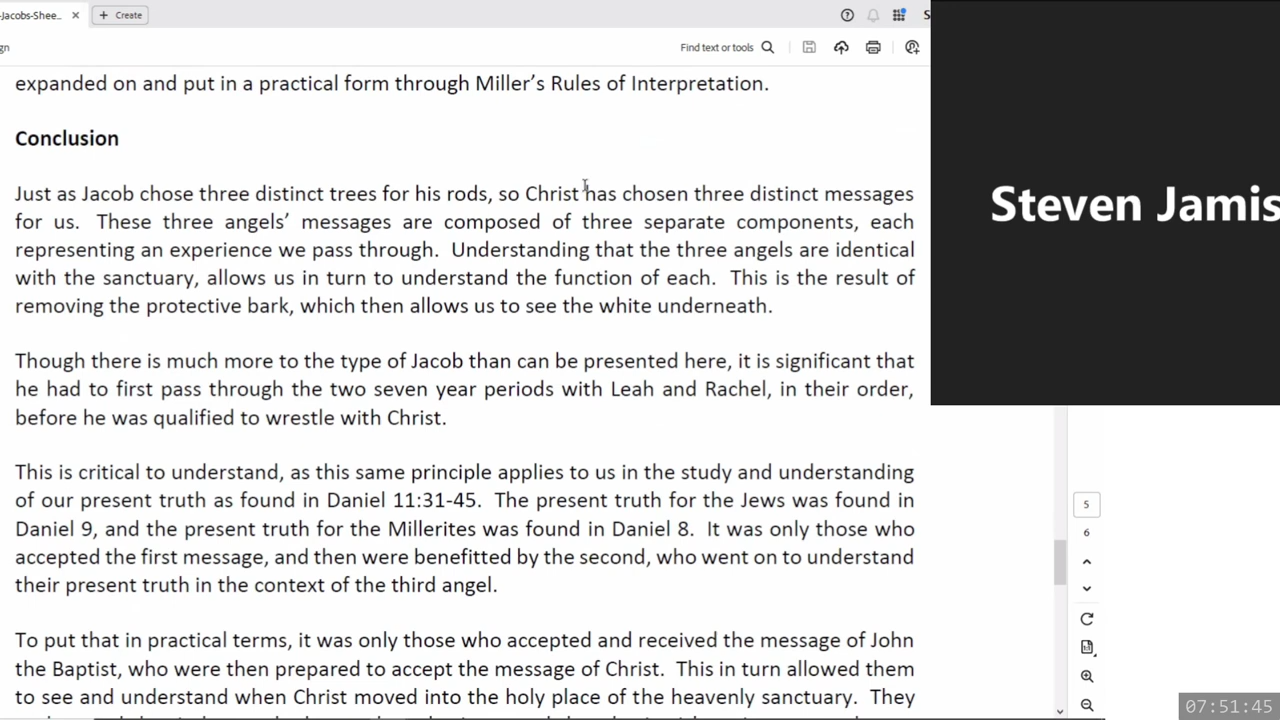 -Jacobs-Shee...
Create
Find text or tools
expanded on and put in a practical form through Miller's Rules of Interpretation.
Conclusion
Just as Jacob chose three distinct trees for his rods, so Christ has chosen three distinct messages
for us. These three angels' messages are composed of three separate components, each
representing an experience we pass through. Understanding that the three angels are identical
with the sanctuary, allows us in turn to understand the function of each. This is the result of
removing the protective bark, which then allows us to see the white underneath.
Though there is much more to the type of Jacob than can be presented here, it is significant that
he had to first pass through the two seven year periods with Leah and Rachel, in their order,
before he was qualified to wrestle with Christ.
This is critical to understand, as this same principle applies to us in the study and understanding
of our present truth as found in Daniel 11:31-45. The present truth for the Jews was found in
Daniel 9, and the present truth for the Millerites was found in Daniel 8. It was only those who
accepted the first message, and then were benefitted by the second, who went on to understand
their present truth in the context of the third angel.
To put that in practical terms, it was only those who accepted and received the message of John
the Baptist, who were then prepared to accept the message of Christ. This in turn allowed them
to see and understand when Christ moved into the holy place of the heavenly sanctuary. They
Steven Jamis
5
6
07:51:45